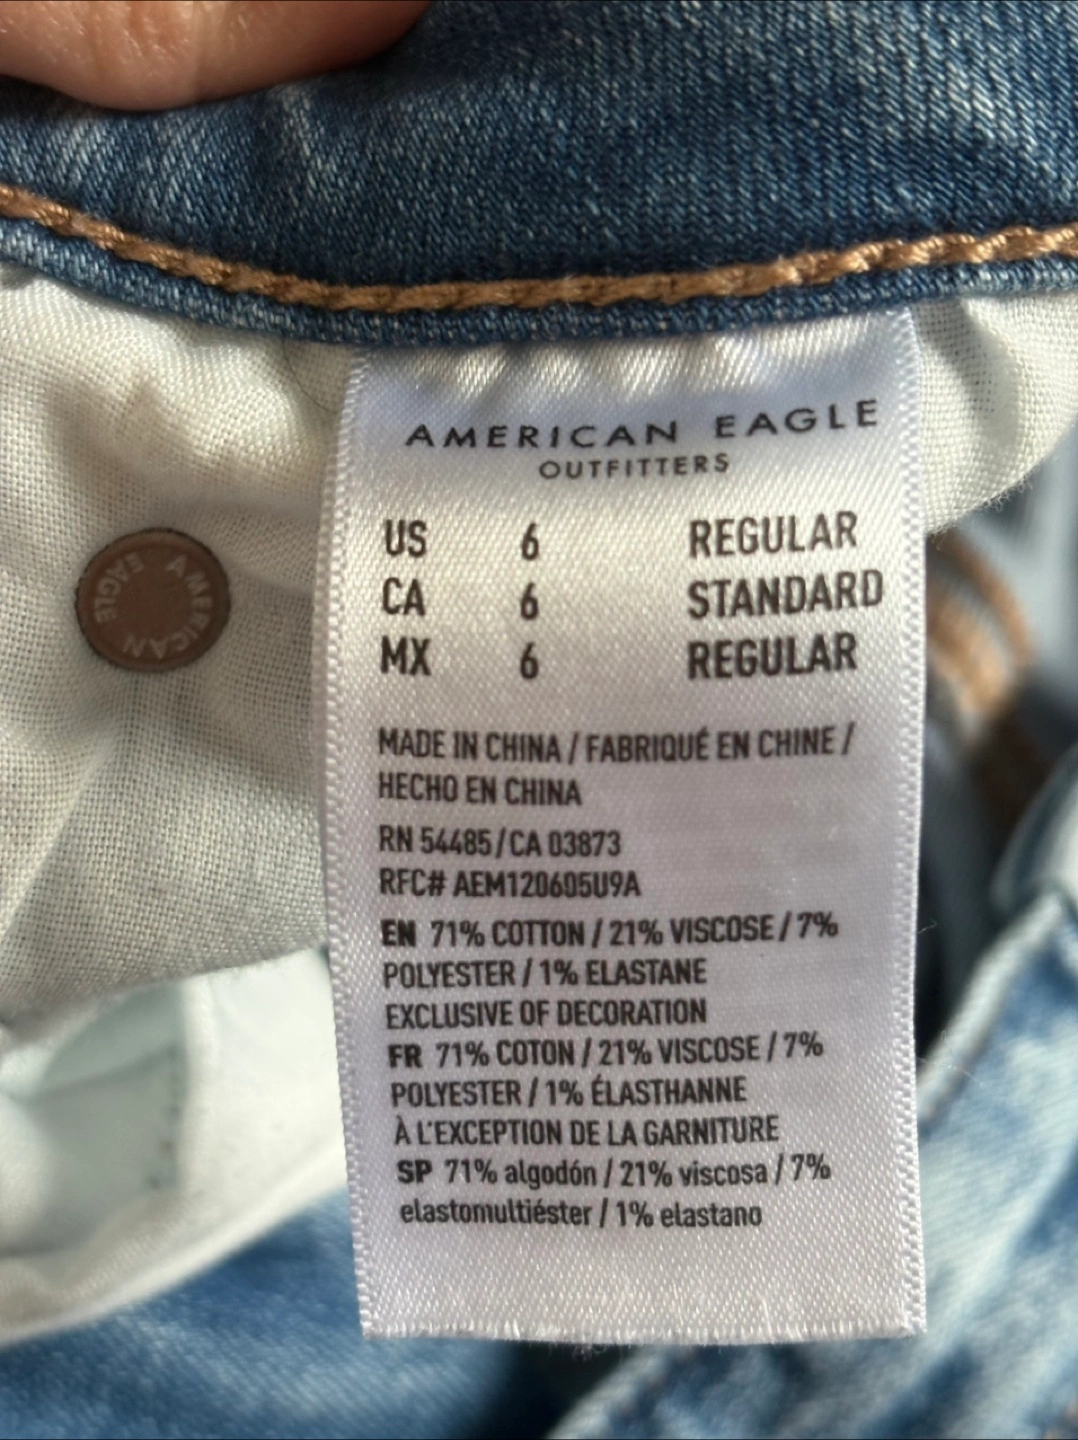 AMERICAN EAGLE
OUTFITTERS
US 6 REGULAR
CA 6 STANDARD
MX 6 REGULAR
MADE IN CHINA / FABRIQUÉ EN CHINE /
HECHO EN CHINA
RN 54485/CA 03873
RFC# AEM120605U9A
EN 71% COTTON / 21% VISCOSE / 7%
POLYESTER / 1% ELASTANE
EXCLUSIVE OF DECORATION
FR 71% COTON / 21% VISCOSE / 7%
POLYESTER / 1% ÉLASTHANNE
À L'EXCEPTION DE LA GARNITURE
SP 71% algodón / 21% viscosa / 7%
elastomultiéster / 1% elastano
AMERICAN EAGLE